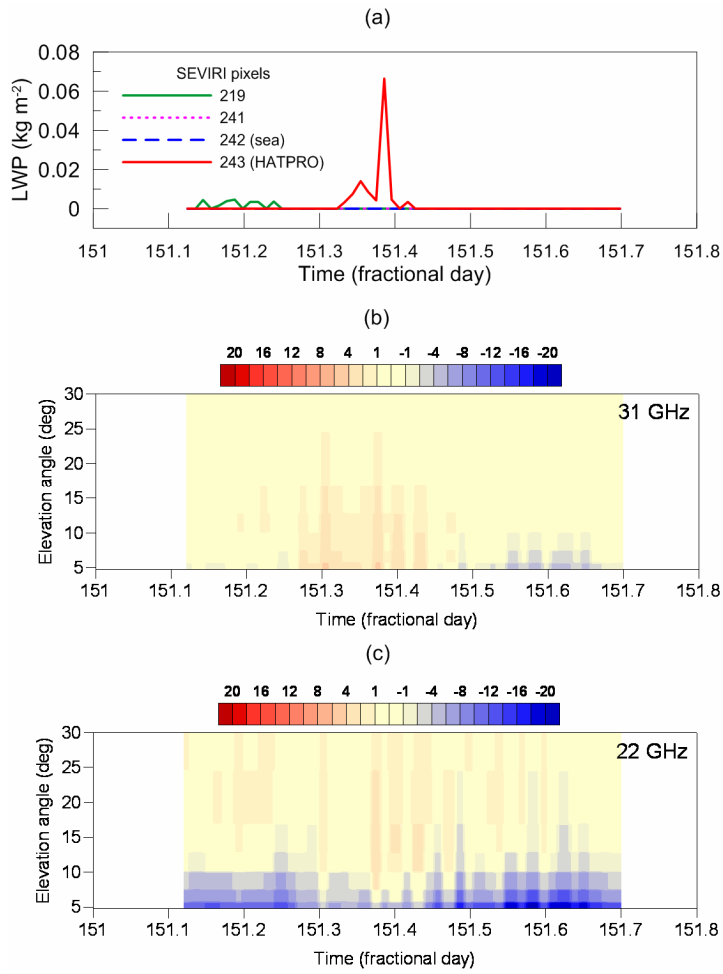 (a)
LWP (kg m-2)
0.08
0.06
0.04
0.02
0
SEVIRI pixels
219
241
242 (sea)
243 (HATPRO)
151 151.1 151.2 151.3 151.4 151.5 151.6 151.7 151.8
Time (fractional day)
(b)
20 16 12 8 4 1 -1 -4 -8 -12 -16 -20
31 GHz
Elevation angle (deg)
30
25
20
15
10
5
151 151.1 151.2 151.3 151.4 151.5 151.6 151.7 151.8
Time (fractional day)
(c)
20 16 12 8 4 1 -1 -4 -8 -12 -16 -20
22 GHz
Elevation angle (deg)
30
25
20
15
10
5
151 151.1 151.2 151.3 151.4 151.5 151.6 151.7 151.8
Time (fractional day)